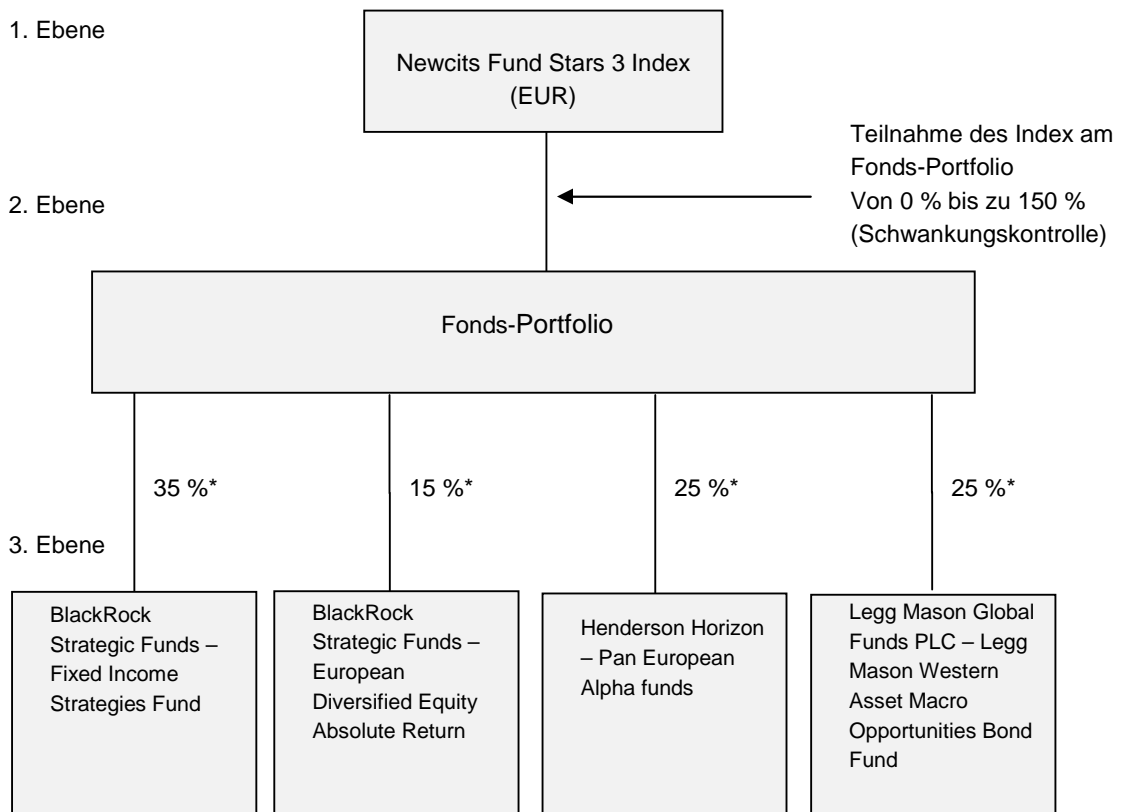 1. Ebene
Newcits Fund Stars 3 Index
(EUR)
Teilnahme des Index am
Fonds-Portfolio
Von 0 % bis zu 150 %
(Schwankungskontrolle)
2. Ebene
Fonds-Portfolio
35 %*
15 %*
25 %*
25 %*
3. Ebene
BlackRock
Strategic Funds –
Fixed Income
Strategies Fund
BlackRock
Strategic Funds –
European
Diversified Equity
Absolute Return
Henderson Horizon
– Pan European
Alpha funds
Legg Mason Global
Funds PLC – Legg
Mason Western
Asset Macro
Opportunities Bond
Fund